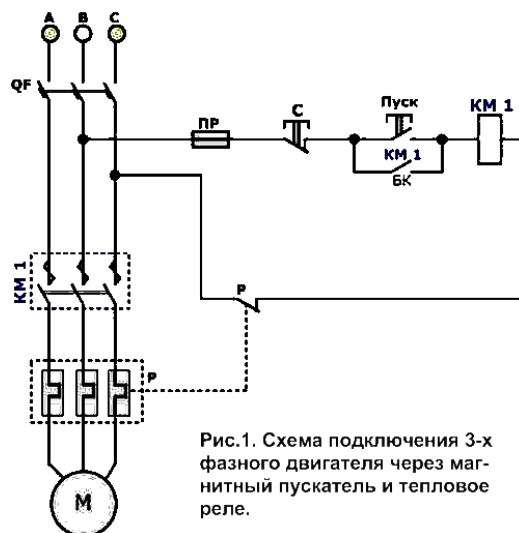 A B C
QF
ПР
С
Пуск
КМ 1
КМ 1
БК
КМ 1
Р
Р
М
Рис.1. Схема подключения 3-х
фазного двигателя через маг-
нитный пускатель и тепловое
реле.